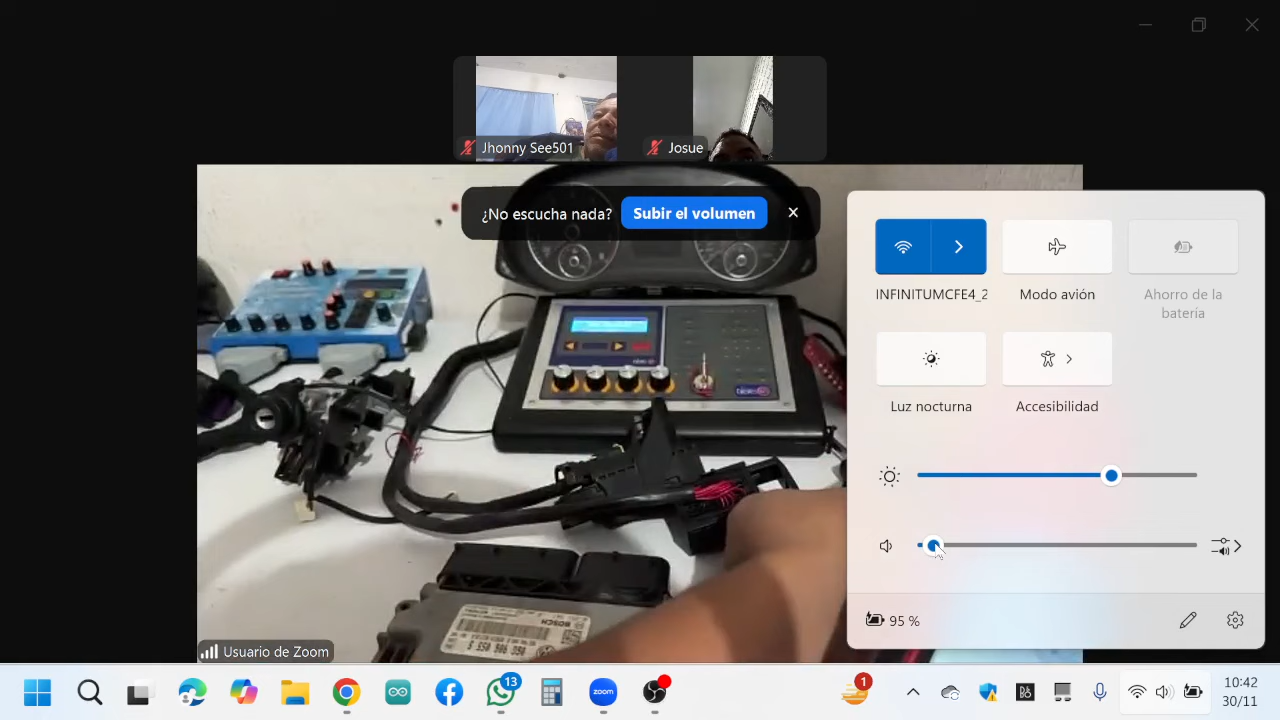 Jhonny See501
Josue
¿No escucha nada?
Subir el volumen
INFINITUMCFE4_2
Modo avión
Ahorro de la
batería
Luz nocturna
Accesibilidad
BOSCH
95 %
Usuario de Zoom
13
zoom
1
10:42
30/11